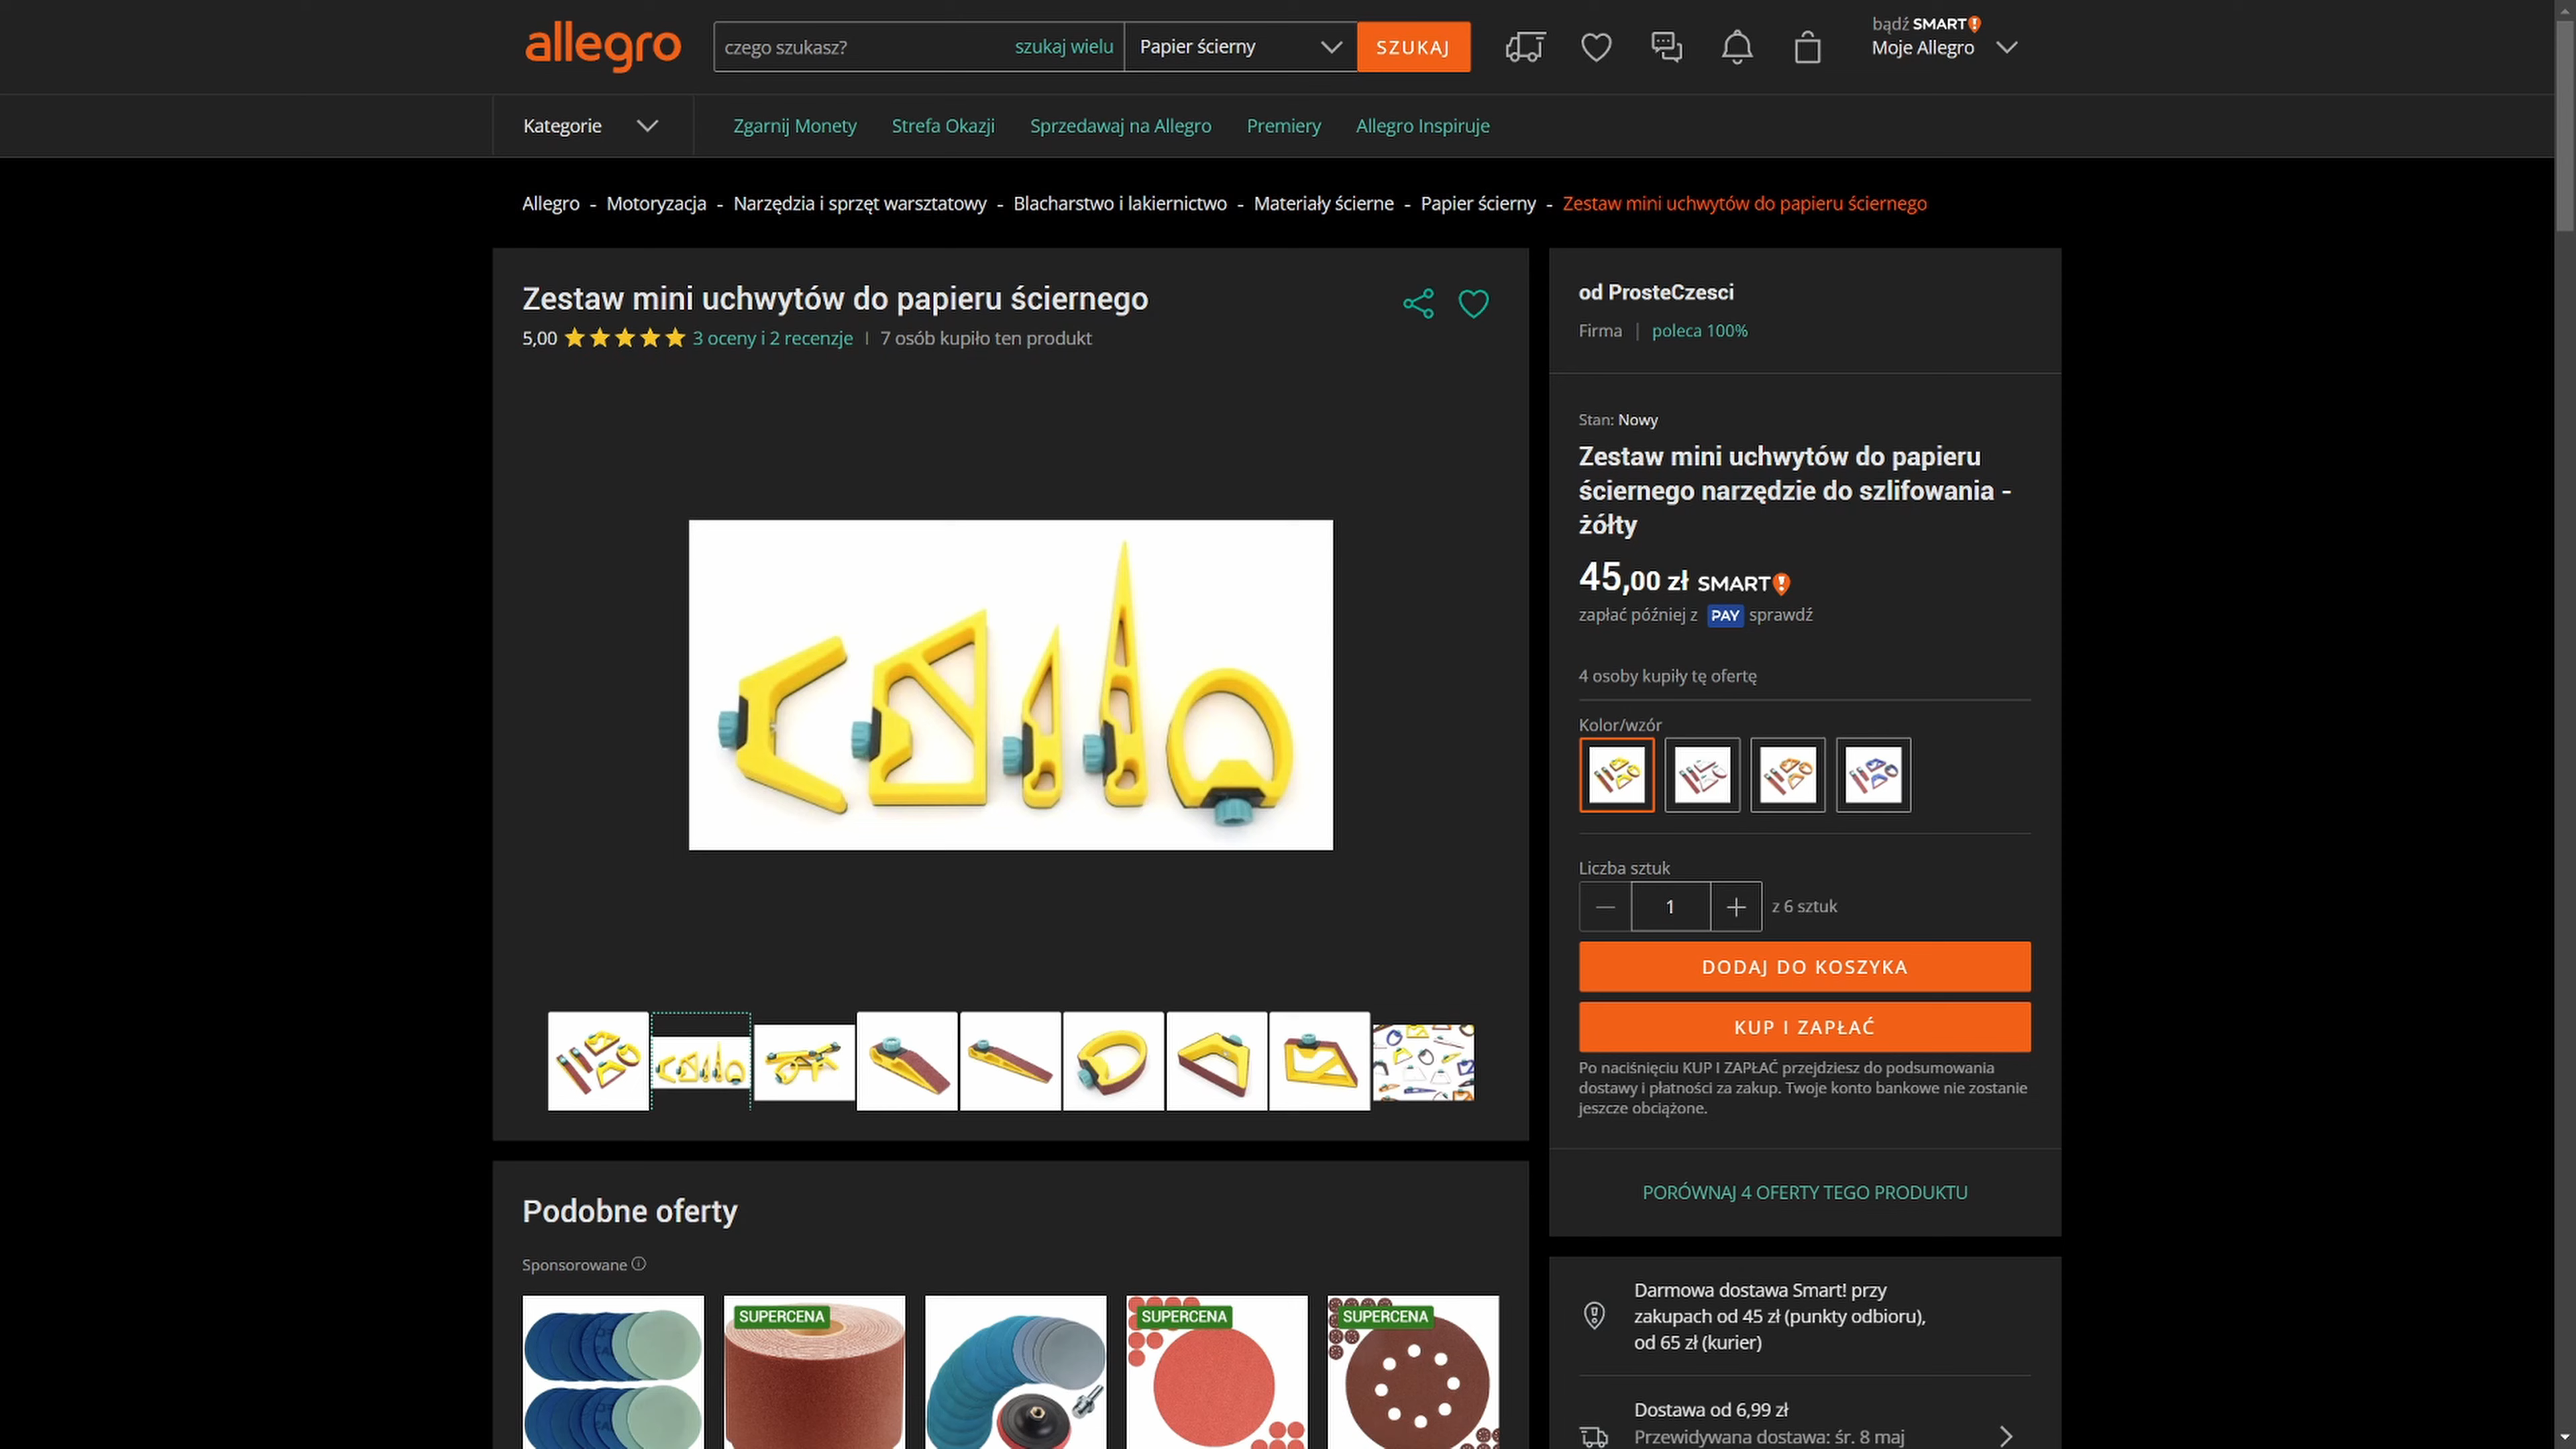 allegro
czego szukasz?
szukaj wielu
Papier ścierny
SZUKAJ
bądź SMART!
Moje Allegro
Kategorie
Zgarnij Monety
Strefa Okazji
Sprzedawaj na Allegro
Premiery
Allegro Inspiruje
Allegro - Motoryzacja - Narzędzia i sprzęt warsztatowy - Blacharstwo i lakiernictwo - Materiały ścierne - Papier ścierny - Zestaw mini uchwytów do papieru ściernego
Zestaw mini uchwytów do papieru ściernego
5,00 3 oceny i 2 recenzje | 7 osób kupiło ten produkt
od ProsteCzesci
Firma | poleca 100%
Stan: Nowy
Zestaw mini uchwytów do papieru
ściernego narzędzie do szlifowania -
żółty
45,00 zł SMART!
zapłać później z PAY sprawdź
4 osoby kupiły tę ofertę
Kolor/wzór
Liczba sztuk
1
z 6 sztuk
DODAJ DO KOSZYKA
KUP I ZAPŁAĆ
Po naciśnięciu KUP I ZAPŁAĆ przejdziesz do podsumowania
dostawy i płatności za zakup. Twoje konto bankowe nie zostanie
jeszcze obciążone.
PORÓWNAJ 4 OFERTY TEGO PRODUKTU
Podobne oferty
Sponsorowane
SUPERCENA
SUPERCENA
SUPERCENA
Darmowa dostawa Smart! przy
zakupach od 45 zł (punkty odbioru),
od 65 zł (kurier)
Dostawa od 6,99 zł
Przewidywana dostawa: śr. 8 maj